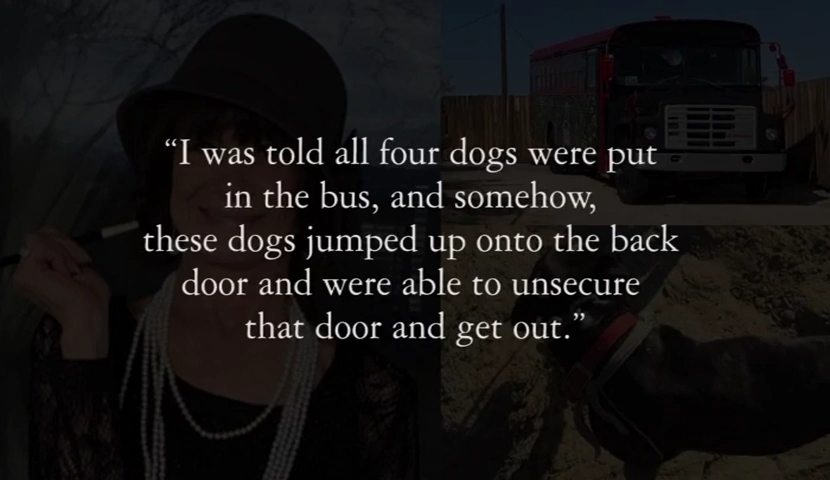 “I was told all four dogs were put
in the bus, and somehow,
these dogs jumped up onto the back
door and were able to unsecure
that door and get out.”